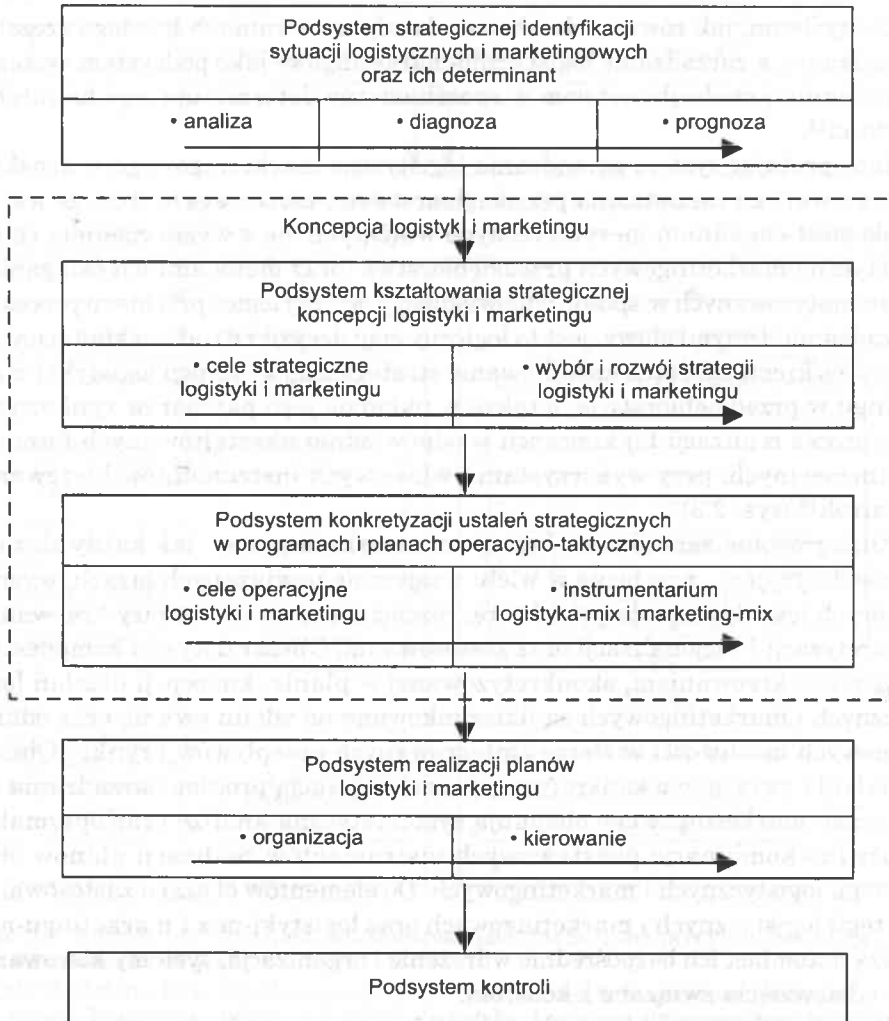 Podsystem strategicznej identyfikacji
sytuacji logistycznych i marketingowych
oraz ich determinant
• analiza
• diagnoza
• prognoza
Koncepcja logistyki i marketingu
Podsystem kształtowania strategicznej
koncepcji logistyki i marketingu
• cele strategiczne
logistyki i marketingu
• wybór i rozwój strategii
logistyki i marketingu
Podsystem konkretyzacji ustaleń strategicznych
w programach i planach operacyjno-taktycznych
• cele operacyjne
logistyki i marketingu
• instrumentarium
logistyka-mix i marketing-mix
Podsystem realizacji planów
logistyki i marketingu
• organizacja
• kierowanie
Podsystem kontroli